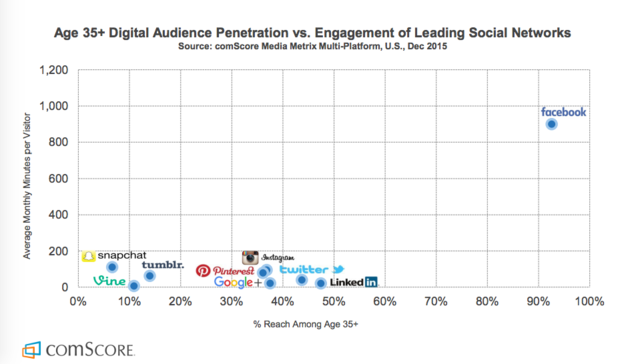 Age 35+ Digital Audience Penetration vs. Engagement of Leading Social Networks
Source: comScore Media Metrix Multi-Platform, U.S., Dec 2015
Average Monthly Minutes per Visitor
1,200
1,000
800
600
400
200
0
facebook
snapchat
tumblr.
Vine
Instagram
Pinterest
Google+
twitter
Linked in
0% 10% 20% 30% 40% 50% 60% 70% 80% 90% 100%
% Reach Among Age 35+
comScore.